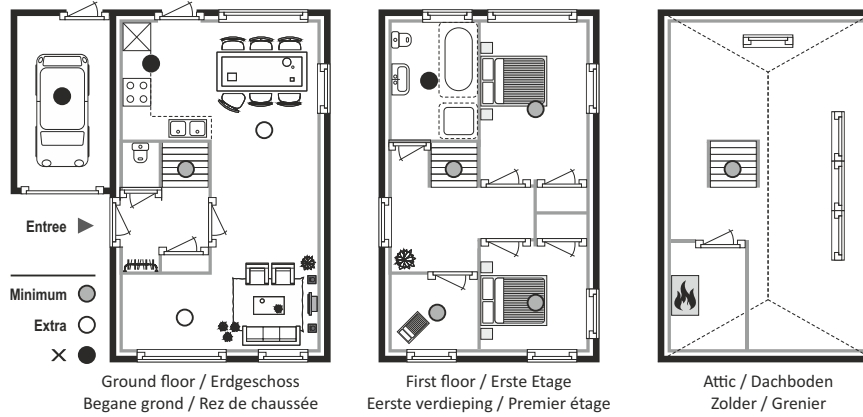 Entree
Minimum
Extra
X
Ground floor / Erdgeschoss
Begane grond / Rez de chaussée
First floor / Erste Etage
Eerste verdieping / Premier étage
Attic / Dachboden
Zolder / Grenier